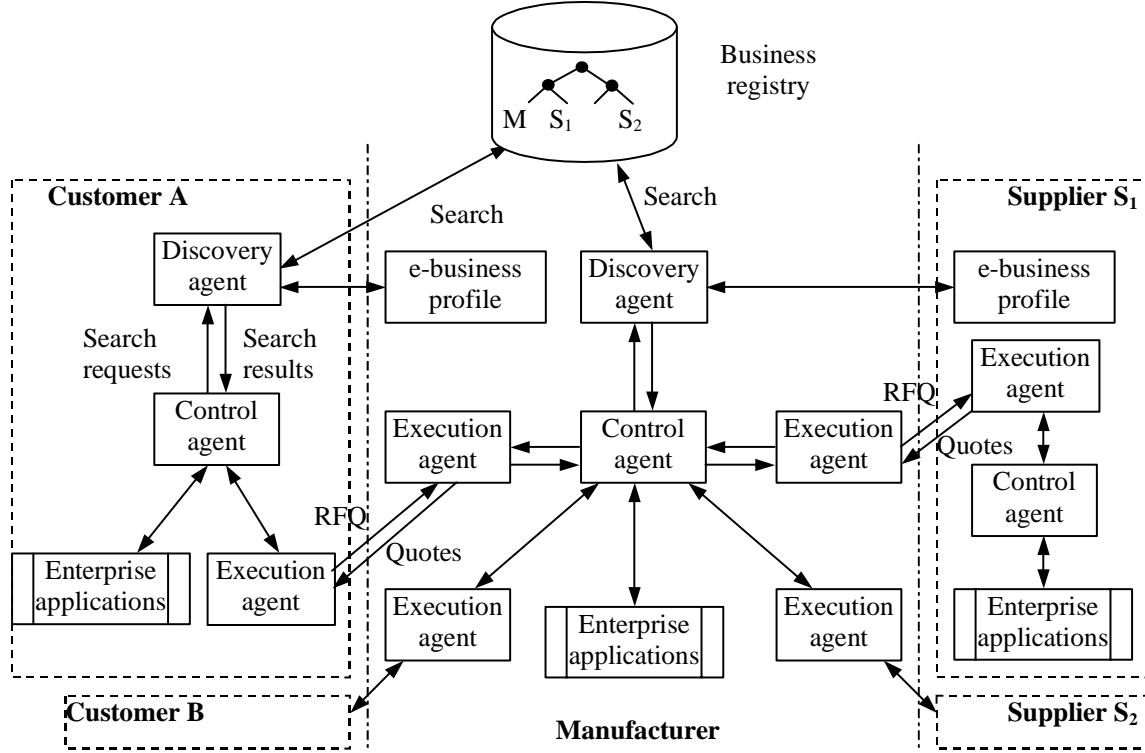 Business
registry
M S₁ S₂
Customer A
Search
Search
Supplier S₁
Discovery
agent
e-business
profile
Discovery
agent
e-business
profile
Search
requests
Search
results
Execution
agent
RFQ
Control
agent
Execution
agent
Control
agent
Execution
agent
Quotes
Control
agent
RFQ
Quotes
Enterprise
applications
Execution
agent
Execution
agent
Enterprise
applications
Execution
agent
Enterprise
applications
Customer B
Manufacturer
Supplier S₂